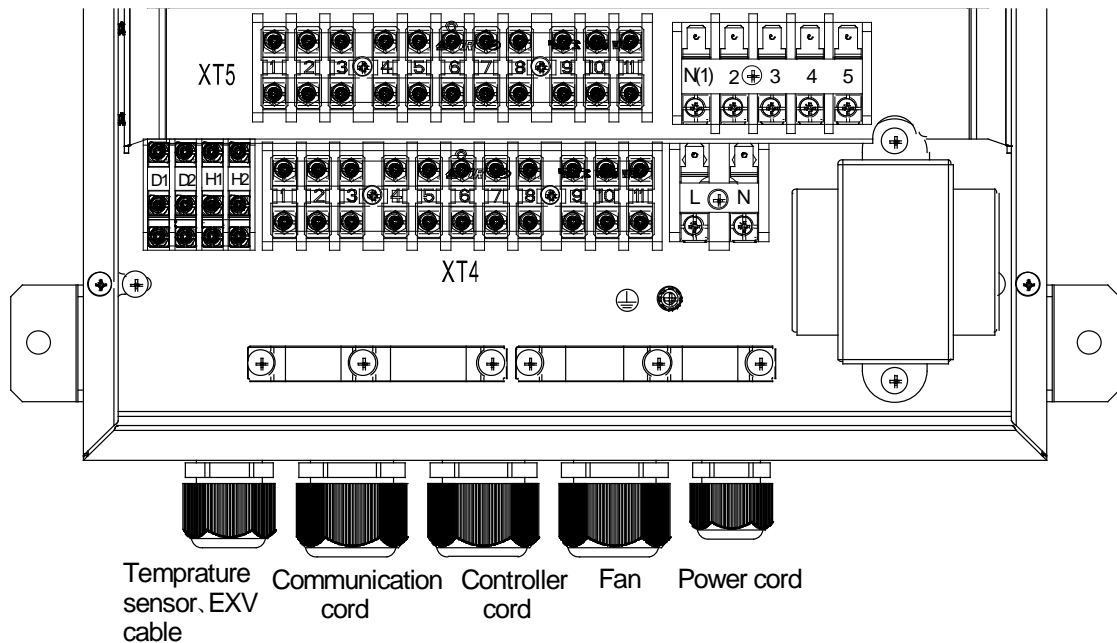 XT5
1 2 3 4 5 6 7 8 9 10 11
N(1) 2 3 4 5
D1 D2 H1 H2
1 2 3 4 5 6 7 8 9 10 11
L N
XT4
Temprature
sensor、EXV
cable
Communication
cord
Controller
cord
Fan
Power cord